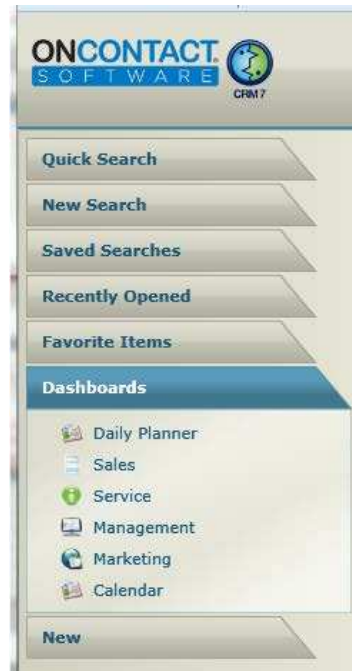 ONCONTACT.
SOFTWARE
CRM 7
Quick Search
New Search
Saved Searches
Recently Opened
Favorite Items
Dashboards
Daily Planner
Sales
Service
Management
Marketing
Calendar
New